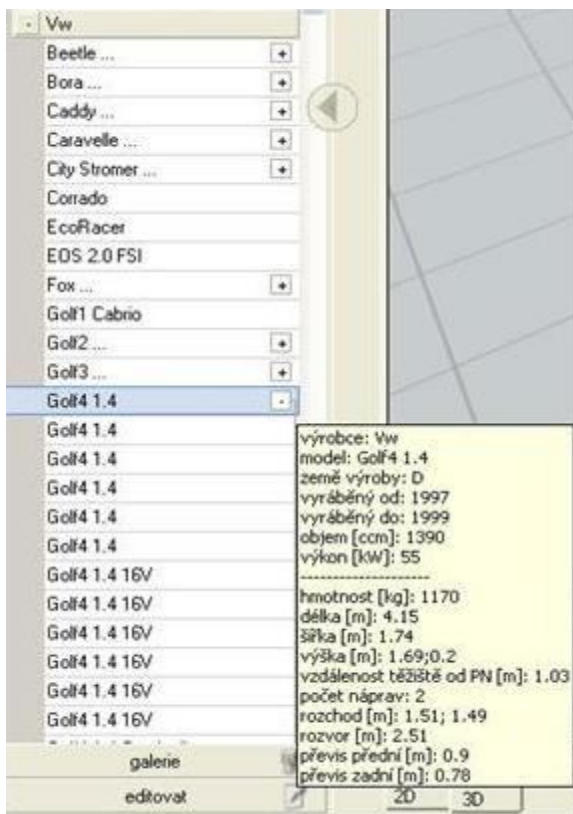 - Vw
Beetle ... +
Bora ... +
Caddy ... +
Caravelle ... +
City Stromer ... +
Corrado
EcoRacer
EOS 2.0 FSI
Fox ... +
Golf1 Cabrio
Golf2 ... +
Golf3 ... +
Golf4 1.4 -
Golf4 1.4
Golf4 1.4
Golf4 1.4
Golf4 1.4
Golf4 1.4
Golf4 1.4 16V
Golf4 1.4 16V
Golf4 1.4 16V
Golf4 1.4 16V
Golf4 1.4 16V
Golf4 1.4 16V
výrobce: Vw
model: Golf4 1.4
země výroby: D
vyráběný od: 1997
vyráběný do: 1999
objem [ccm]: 1390
výkon [kW]: 55
---------------------
hmotnost [kg]: 1170
délka [m]: 4.15
šířka [m]: 1.74
výška [m]: 1.69;0.2
vzdálenost těžiště od PN [m]: 1.03
počet náprav: 2
rozchod [m]: 1.51; 1.49
rozvor [m]: 2.51
převis přední [m]: 0.9
převis zadní [m]: 0.78
galerie
editovat
2D 3D